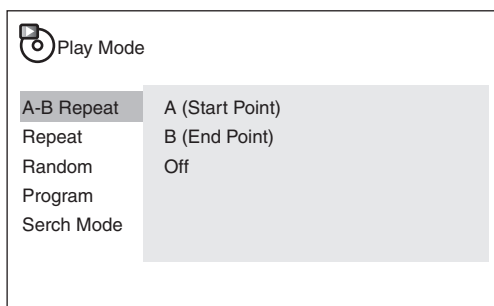 Play Mode
A-B Repeat
Repeat
Random
Program
Serch Mode
A (Start Point)
B (End Point)
Off